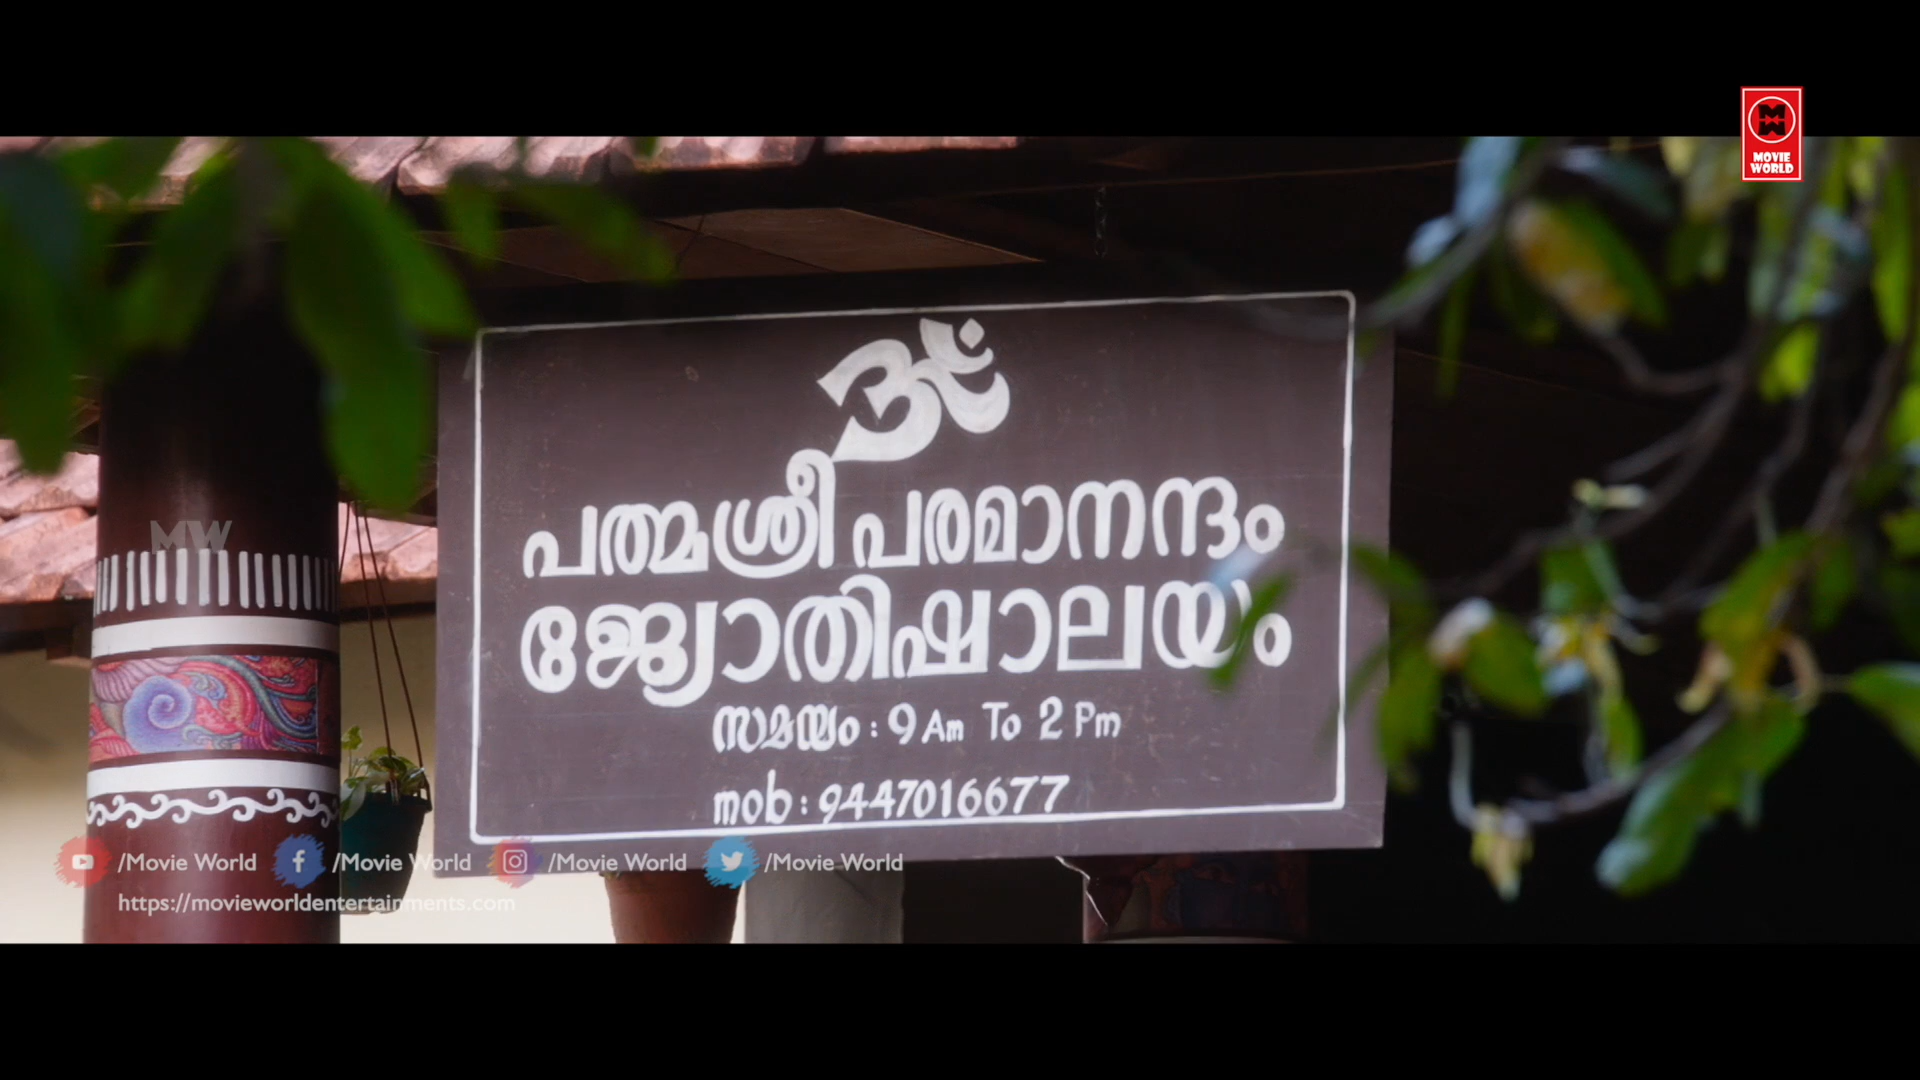 MOVIE
WORLD
ॐ
പത്മശ്രീ പരമാനന്ദം
ജ്യോതിഷാലയം
സമയം : 9 Am To 2 Pm
mob : 9447016677
MW
/Movie World /Movie World /Movie World /Movie World
https://movieworldentertainments.com